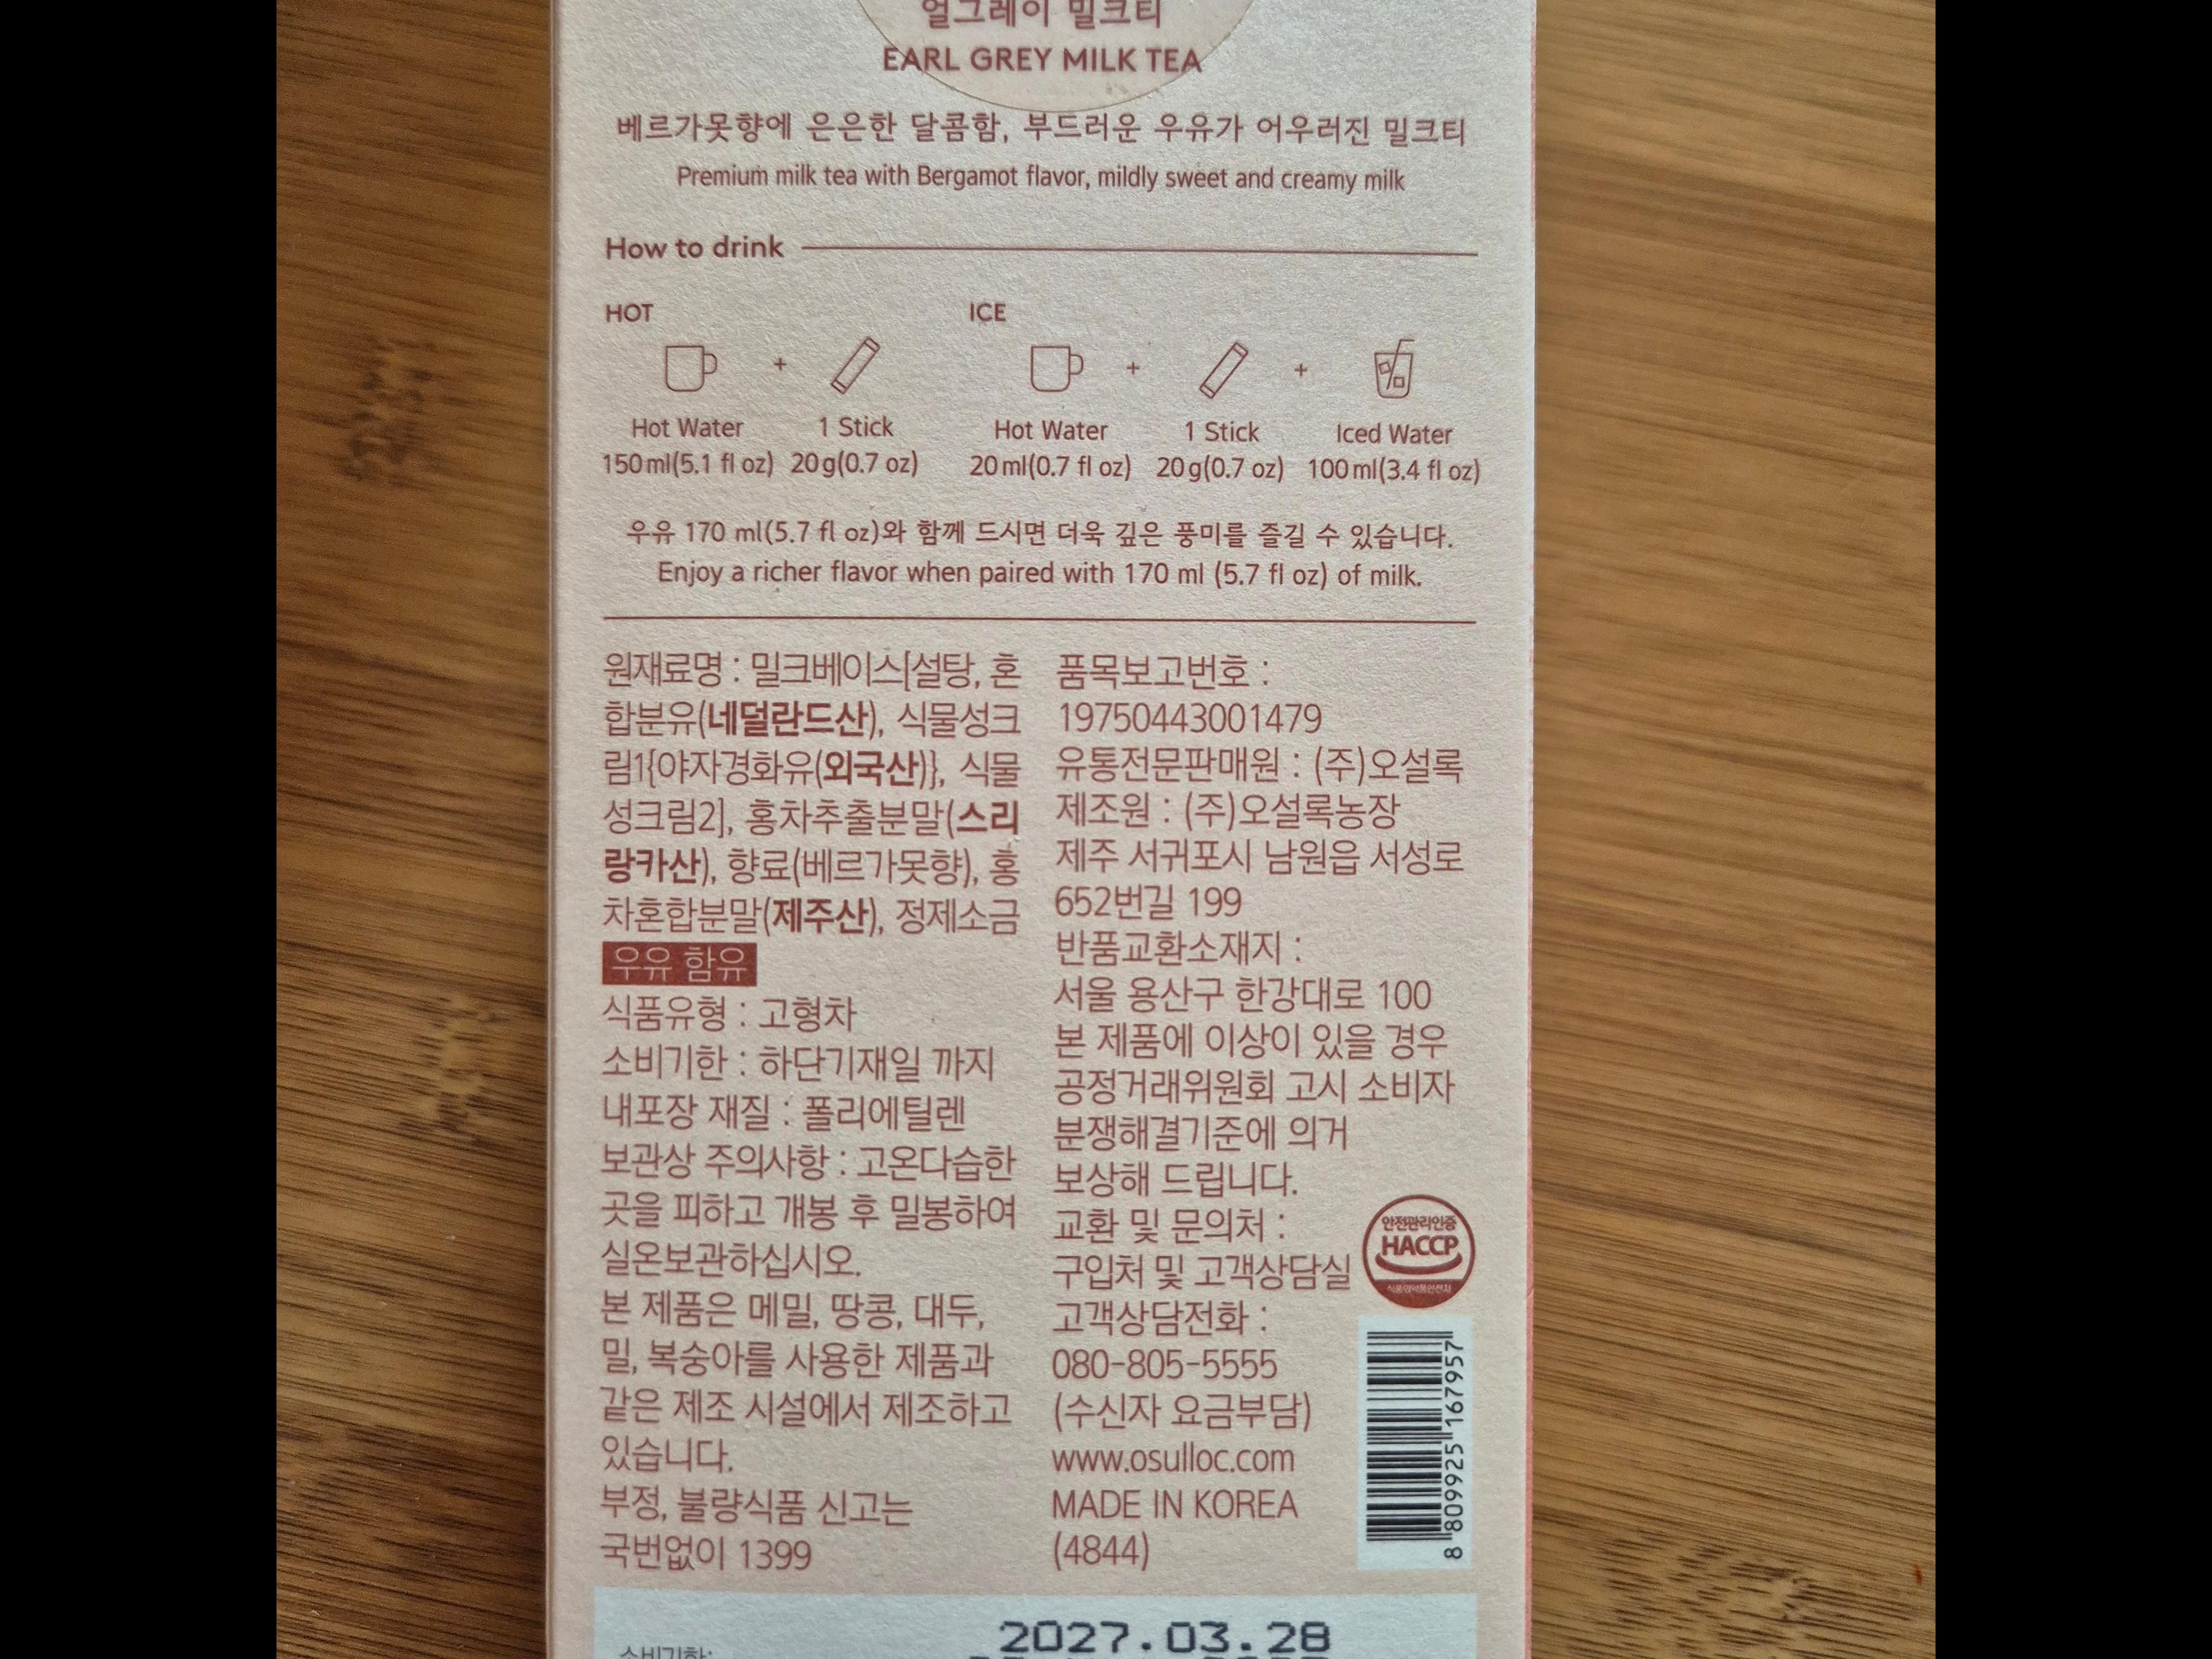 얼그레이 밀크티
EARL GREY MILK TEA
베르가못향에 은은한 달콤함, 부드러운 우유가 어우러진 밀크티
Premium milk tea with Bergamot flavor, mildly sweet and creamy milk
How to drink
HOT
Hot Water + 1 Stick
150ml(5.1 fl oz) 20g(0.7 oz)
ICE
Hot Water + 1 Stick + Iced Water
20ml(0.7 fl oz) 20g(0.7 oz) 100ml(3.4 fl oz)
우유 170 ml(5.7 fl oz)와 함께 드시면 더욱 깊은 풍미를 즐길 수 있습니다.
Enjoy a richer flavor when paired with 170 ml (5.7 fl oz) of milk.
원재료명 : 밀크베이스[설탕, 혼
합분유(네덜란드산), 식물성크
림1{야자경화유(외국산)}, 식물
성크림2], 홍차추출분말(스리
랑카산), 향료(베르가못향), 홍
차혼합분말(제주산), 정제소금
우유 함유
식품유형 : 고형차
소비기한 : 하단기재일 까지
내포장 재질 : 폴리에틸렌
보관상 주의사항 : 고온다습한
곳을 피하고 개봉 후 밀봉하여
실온보관하십시오.
본 제품은 메밀, 땅콩, 대두,
밀, 복숭아를 사용한 제품과
같은 제조 시설에서 제조하고
있습니다.
부정, 불량식품 신고는
국번없이 1399
품목보고번호 :
19750443001479
유통전문판매원 : (주)오설록
제조원 : (주)오설록농장
제주 서귀포시 남원읍 서성로
652번길 199
반품교환소재지 :
서울 용산구 한강대로 100
본 제품에 이상이 있을 경우
공정거래위원회 고시 소비자
분쟁해결기준에 의거
보상해 드립니다.
교환 및 문의처 :
구입처 및 고객상담실
고객상담전화 :
080-805-5555
(수신자 요금부담)
www.osulloc.com
MADE IN KOREA
(4844)
안전관리인증
HACCP
식품의약품안전처
8 809925 167957
소비기한:
2027.03.28